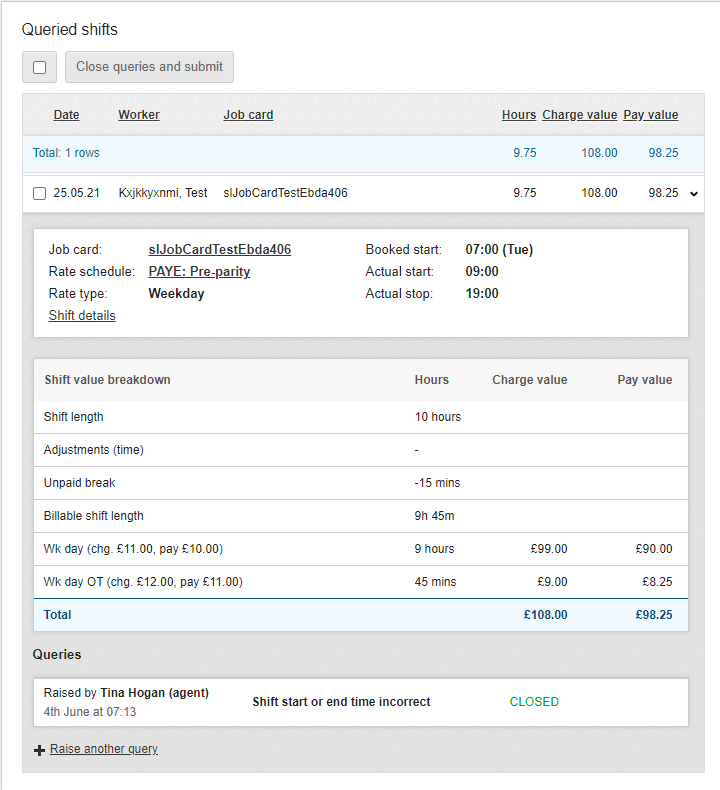 Queried shifts
Close queries and submit
Date Worker Job card Hours Charge value Pay value
Total: 1 rows 9.75 108.00 98.25
25.05.21 Kxjkkyxnmi, Test slJobCardTestEbda406 9.75 108.00 98.25
Job card: slJobCardTestEbda406 Booked start: 07:00 (Tue)
Rate schedule: PAYE: Pre-parity Actual start: 09:00
Rate type: Weekday Actual stop: 19:00
Shift details
Shift value breakdown Hours Charge value Pay value
Shift length 10 hours
Adjustments (time) -
Unpaid break -15 mins
Billable shift length 9h 45m
Wk day (chg. £11.00, pay £10.00) 9 hours £99.00 £90.00
Wk day OT (chg. £12.00, pay £11.00) 45 mins £9.00 £8.25
Total £108.00 £98.25
Queries
Raised by Tina Hogan (agent) Shift start or end time incorrect CLOSED
4th June at 07:13
Raise another query